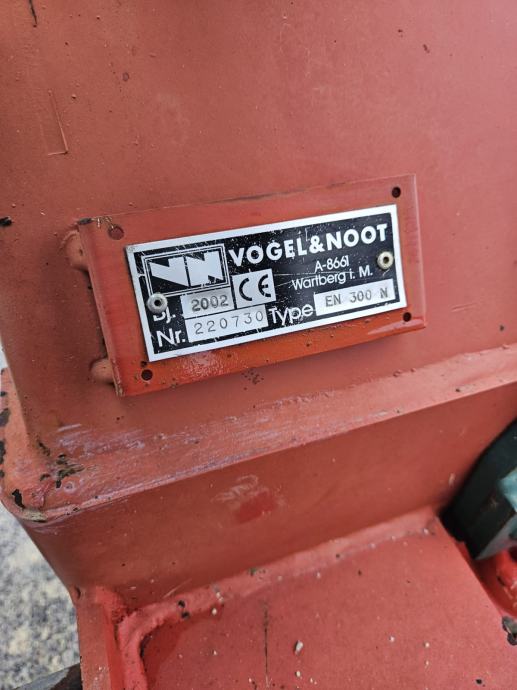 VN VOGEL&NOOT
A-8661
Wartberg i. M.
Bj. 2002 CE
Nr. 220730 Type EN 300 N